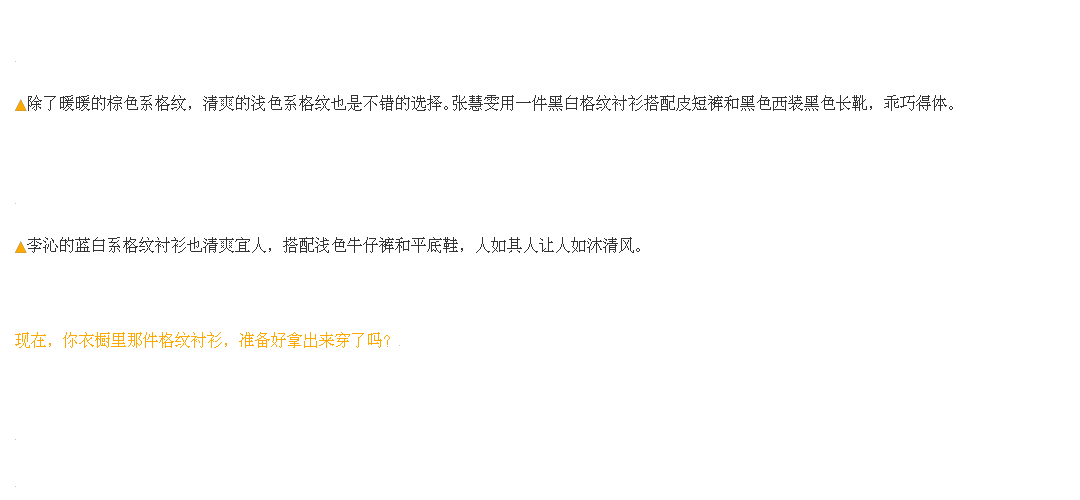 ▲除了暖暖的棕色系格纹，清爽的浅色系格纹也是不错的选择。张慧雯用一件黑白格纹衬衫搭配皮短裤和黑色西装黑色长靴，乖巧得体。
▲李沁的蓝白系格纹衬衫也清爽宜人，搭配浅色牛仔裤和平底鞋，人如其人让人如沐清风。
现在，你衣橱里那件格纹衬衫，准备好拿出来穿了吗？